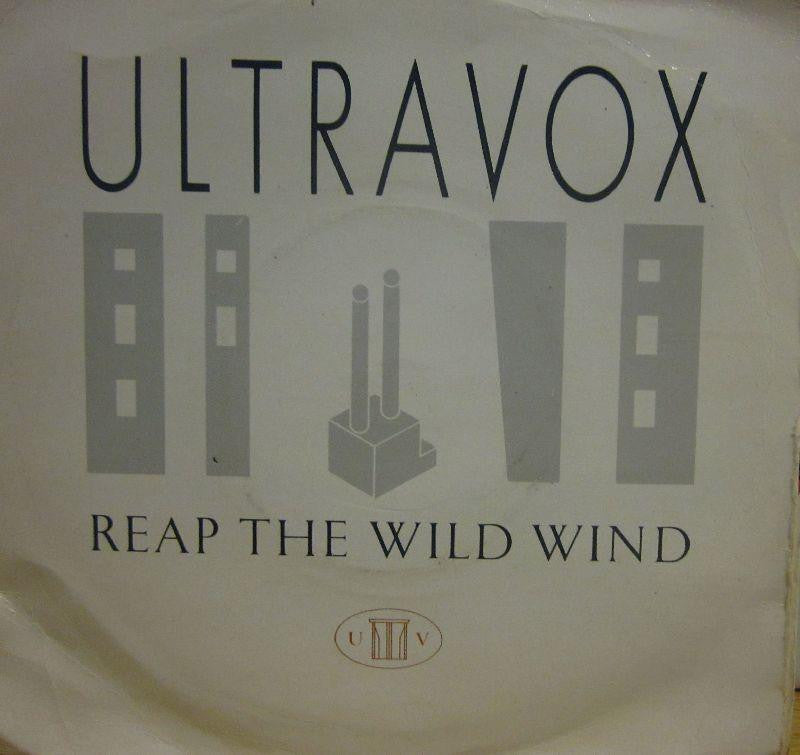 ULTRAVOX
REAP THE WILD WIND
U V